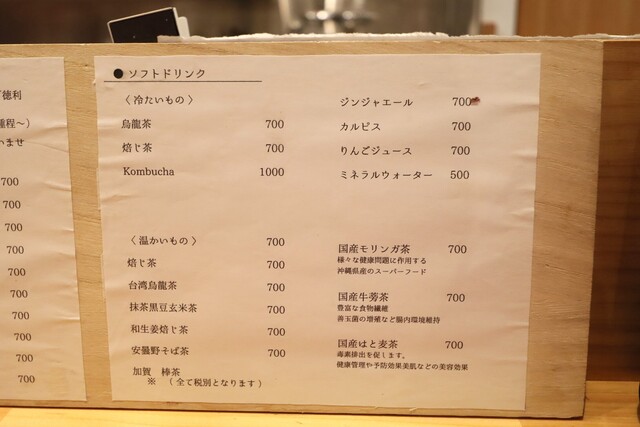 徳利
程〜)
ませ
700
700
700
700
700
700
700
700
700
700
● ソフトドリンク
〈 冷たいもの 〉
烏龍茶 700
焙じ茶 700
Kombucha 1000
ジンジャエール 700
カルピス 700
りんごジュース 700
ミネラルウォーター 500
〈 温かいもの 〉 700
焙じ茶 700
台湾烏龍茶 700
抹茶黒豆玄米茶 700
和生姜焙じ茶 700
安曇野そば茶 700
加賀 棒茶
※ ( 全て税別となります )
国産モリンガ茶 700
様々な健康問題に作用する
沖縄県産のスーパーフード
国産牛蒡茶 700
豊富な食物繊維
善玉菌の増殖など腸内環境維持
国産はと麦茶 700
毒素排出を促します。
健康管理や予防効果美肌などの美容効果